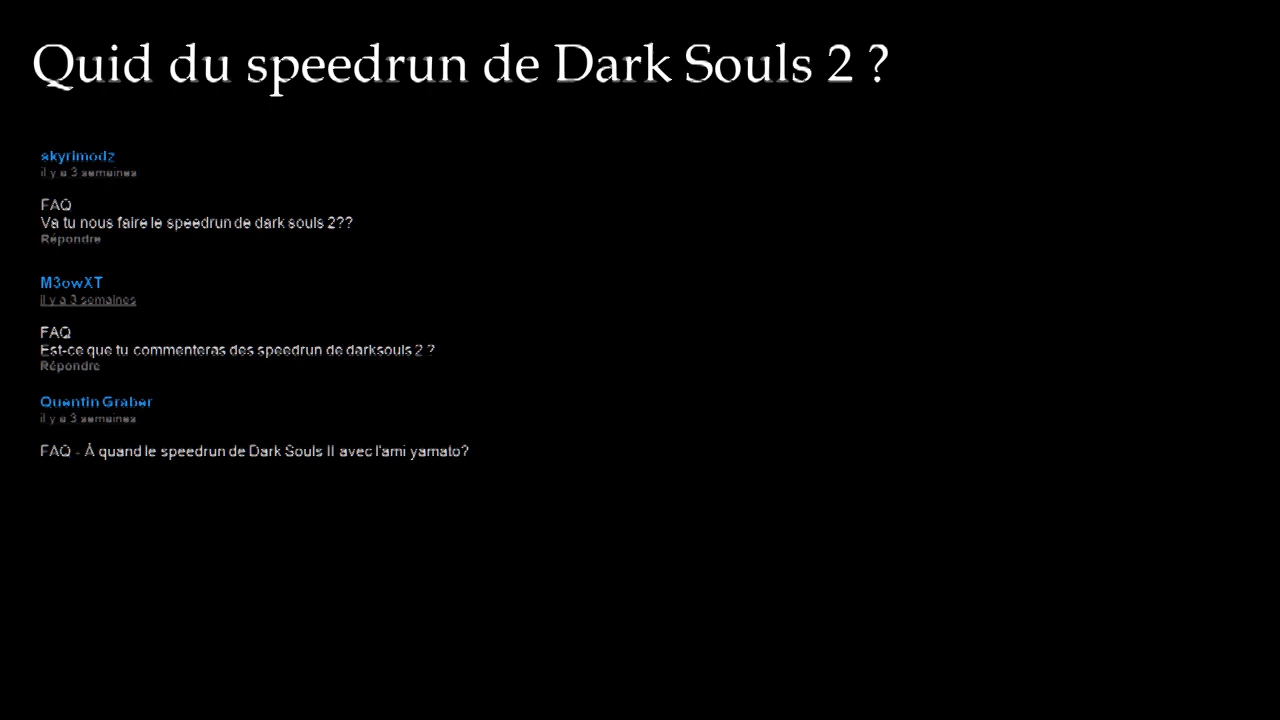 Quid du speedrun de Dark Souls 2 ?
skyrimodz
il y a 3 semaines
FAQ
Va tu nous faire le speedrun de dark souls 2??
Répondre
M3owXT
il y a 3 semaines
FAQ
Est-ce que tu commenteras des speedrun de darksouls 2 ?
Répondre
Quentin Graber
il y a 3 semaines
FAQ - À quand le speedrun de Dark Souls II avec l'ami yamato?